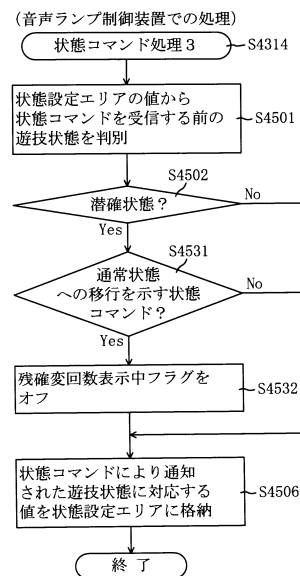 (音声ランプ制御装置での処理)
状態コマンド処理3
S4314
状態設定エリアの値から
状態コマンドを受信する前の
遊技状態を判別
S4501
S4502
潜確状態?
No
Yes
S4531
通常状態
への移行を示す状態
コマンド?
No
Yes
残確変回数表示中フラグを
オフ
S4532
状態コマンドにより通知
された遊技状態に対応する
値を状態設定エリアに格納
S4506
終了